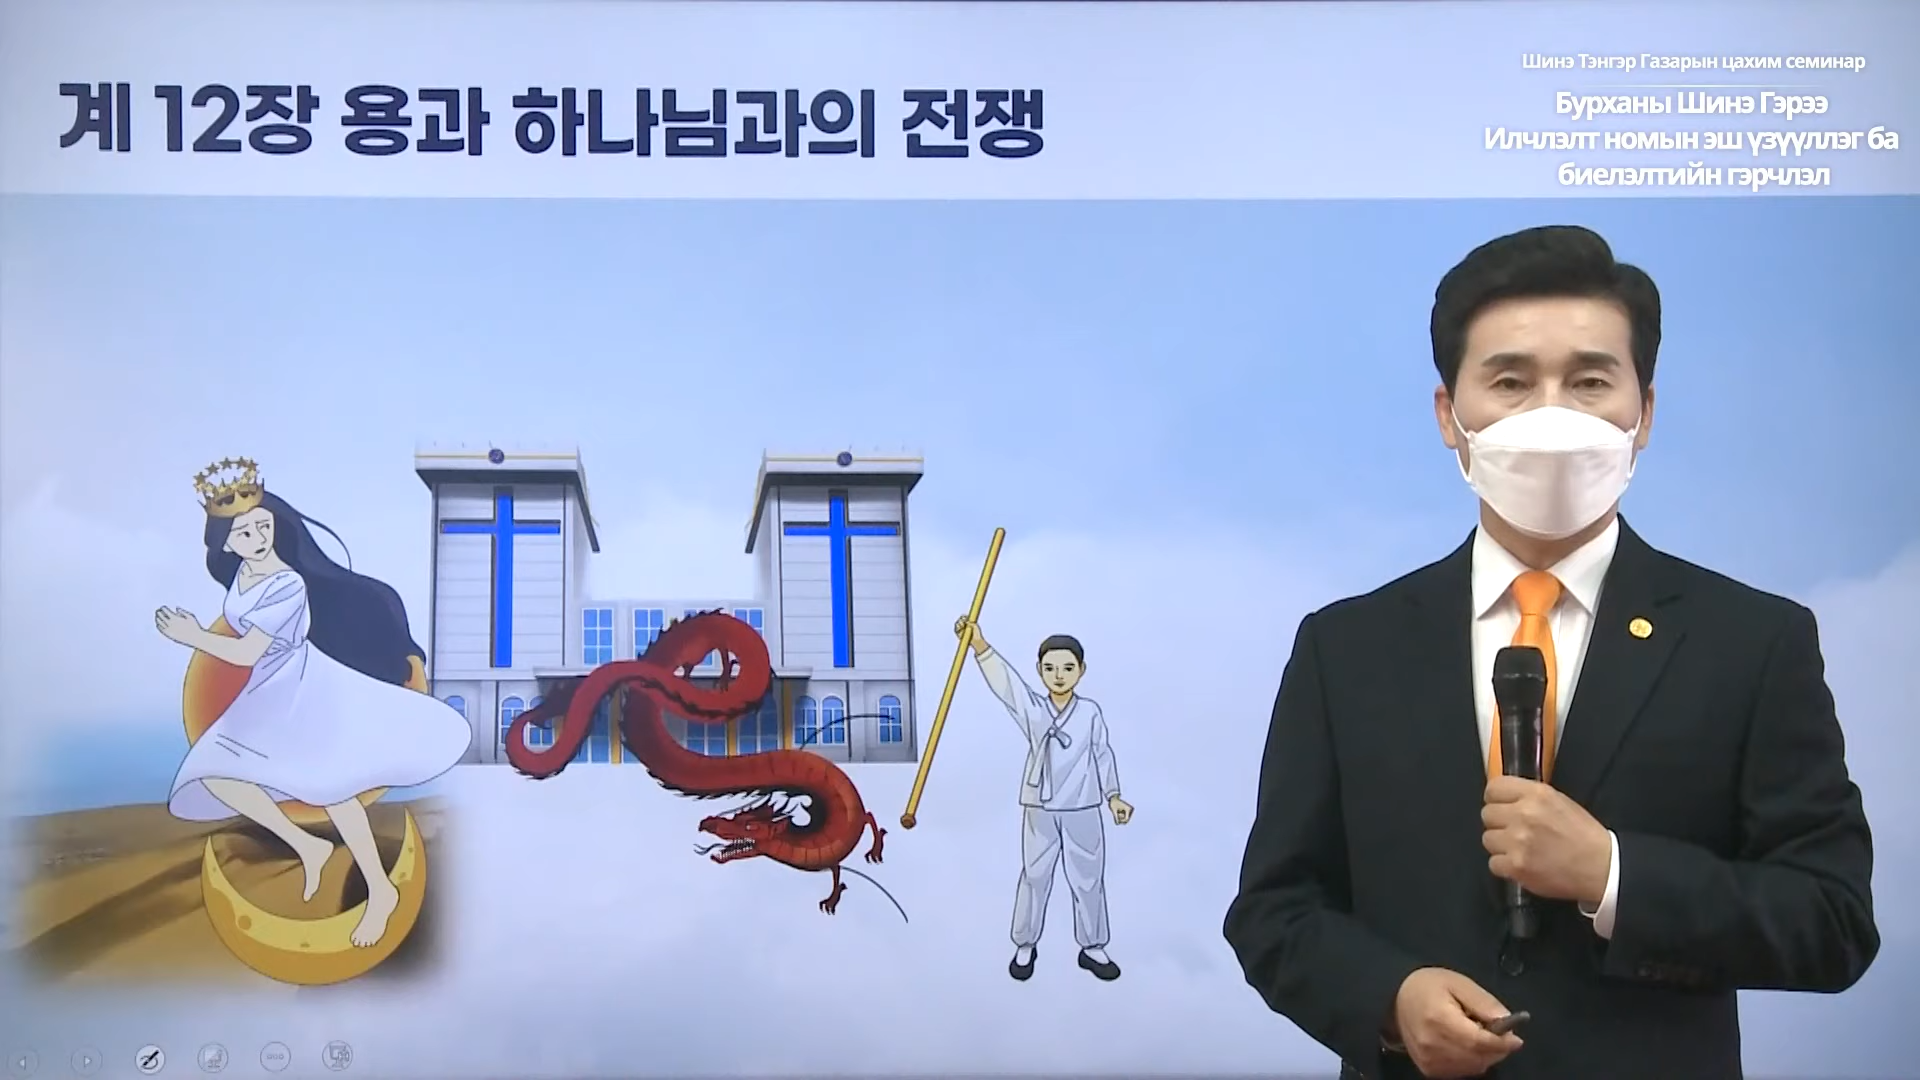 계 12장 용과 하나님과의 전쟁
Шинэ Тэнгэр Газарын цахим семинар
Бурханы Шинэ Гэрээ
Илчлэлт номын эш үзүүллэг ба
биелэлтийн гэрчлэл